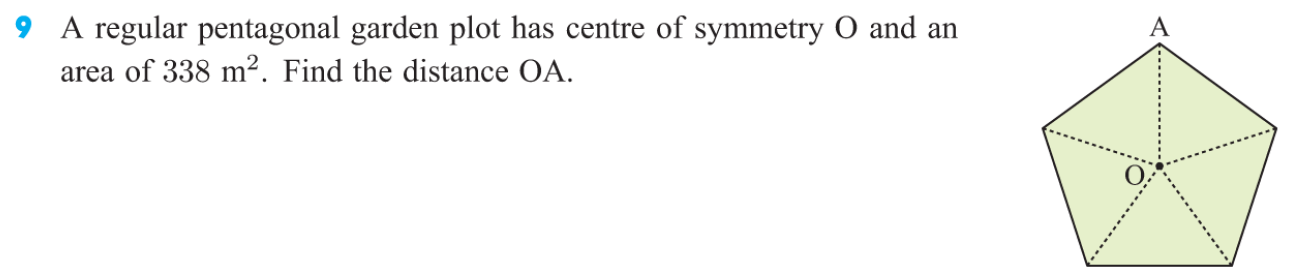 9 A regular pentagonal garden plot has centre of symmetry O and an
area of 338 m². Find the distance OA.
A
O